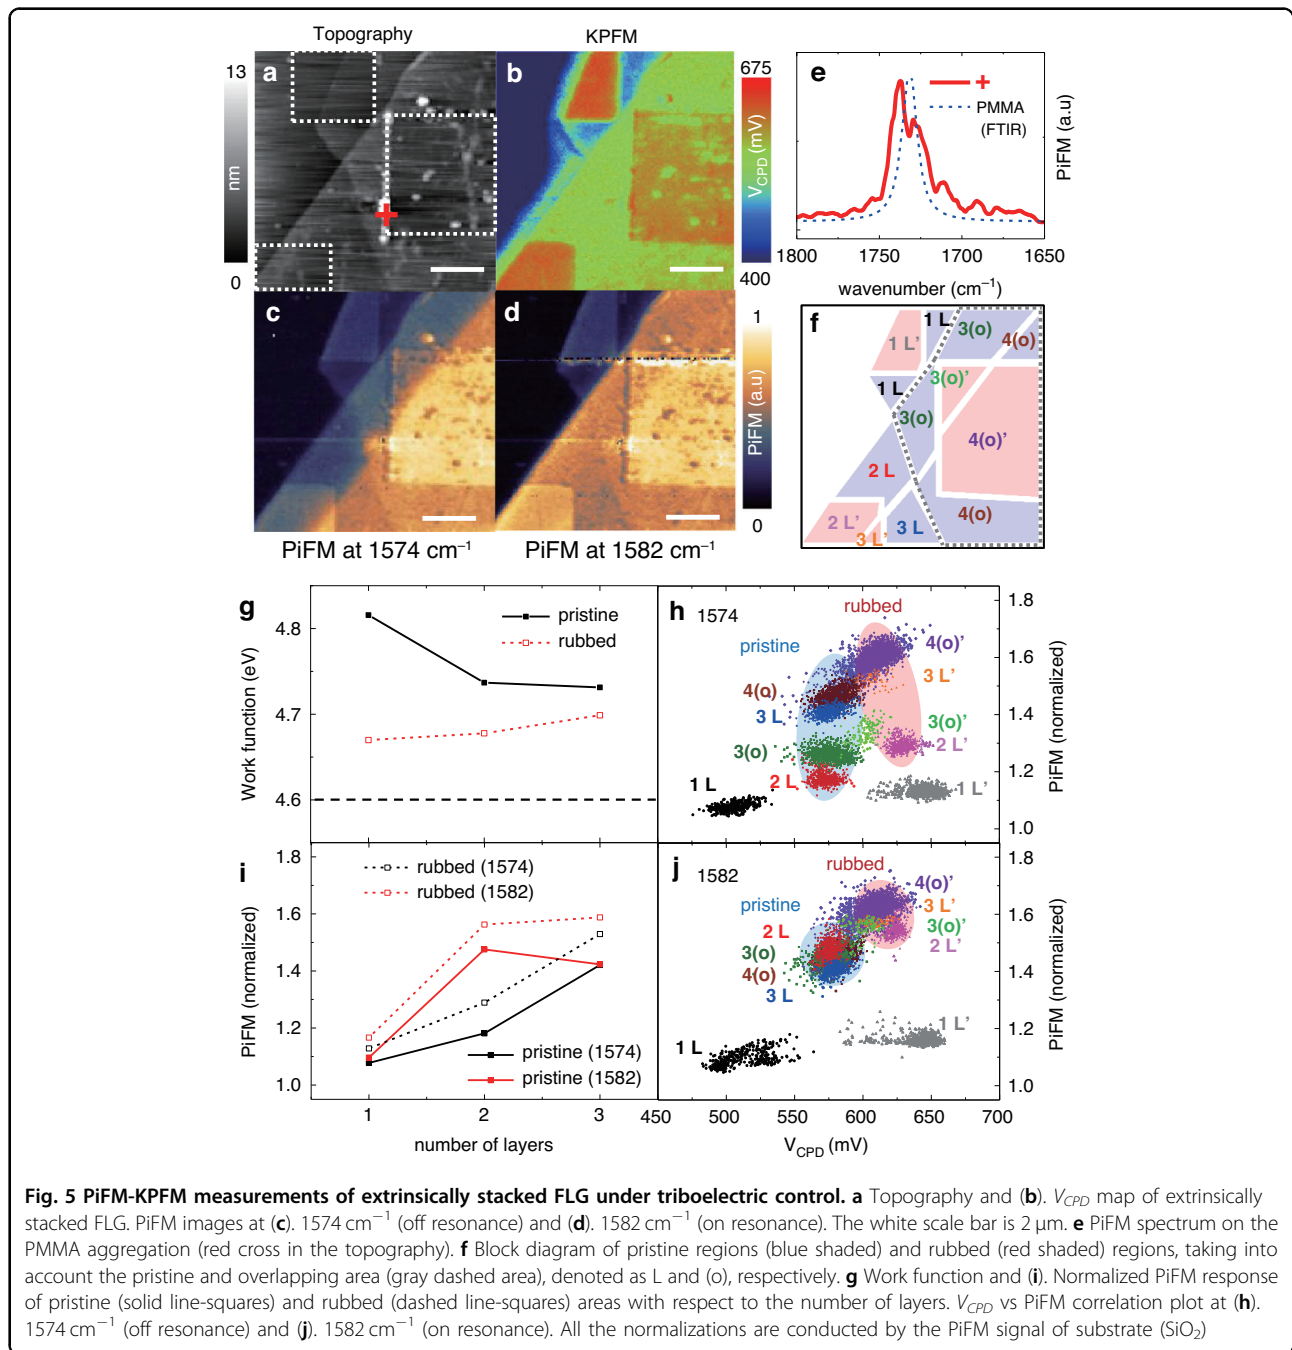 Topography
KPFM
a
13
nm
0
b
675
V_CPD (mV)
400
e
+
PMMA
(FTIR)
PiFM (a.u)
1800 1750 1700 1650
wavenumber (cm⁻¹)
c
d
1
PiFM (a.u)
0
PiFM at 1574 cm⁻¹
PiFM at 1582 cm⁻¹
f
1 L
3(o)
4(o)
1 L'
3(o)'
1 L
3(o)
4(o)'
2 L
4(o)
2 L'
3 L
3 L'
g
pristine
rubbed
4.8
4.7
4.6
Work function (eV)
h
1574
rubbed
pristine
4(o)'
4(o)
3 L'
3 L
3(o)'
3(o)
2 L'
2 L
1 L
1 L'
1.8
1.6
1.4
1.2
1.0
PiFM (normalized)
i
rubbed (1574)
rubbed (1582)
pristine (1574)
pristine (1582)
1.8
1.6
1.4
1.2
1.0
PiFM (normalized)
1 2 3
number of layers
j
1582
rubbed
4(o)'
pristine
3 L'
2 L
3(o)'
3(o)
2 L'
4(o)
3 L
1 L'
1 L
1.8
1.6
1.4
1.2
1.0
PiFM (normalized)
450 500 550 600 650 700
V_CPD (mV)
Fig. 5 PiFM-KPFM measurements of extrinsically stacked FLG under triboelectric control. a Topography and (b). V_CPD map of extrinsically
stacked FLG. PiFM images at (c). 1574 cm⁻¹ (off resonance) and (d). 1582 cm⁻¹ (on resonance). The white scale bar is 2 μm. e PiFM spectrum on the
PMMA aggregation (red cross in the topography). f Block diagram of pristine regions (blue shaded) and rubbed (red shaded) regions, taking into
account the pristine and overlapping area (gray dashed area), denoted as L and (o), respectively. g Work function and (i). Normalized PiFM response
of pristine (solid line-squares) and rubbed (dashed line-squares) areas with respect to the number of layers. V_CPD vs PiFM correlation plot at (h).
1574 cm⁻¹ (off resonance) and (j). 1582 cm⁻¹ (on resonance). All the normalizations are conducted by the PiFM signal of substrate (SiO₂)